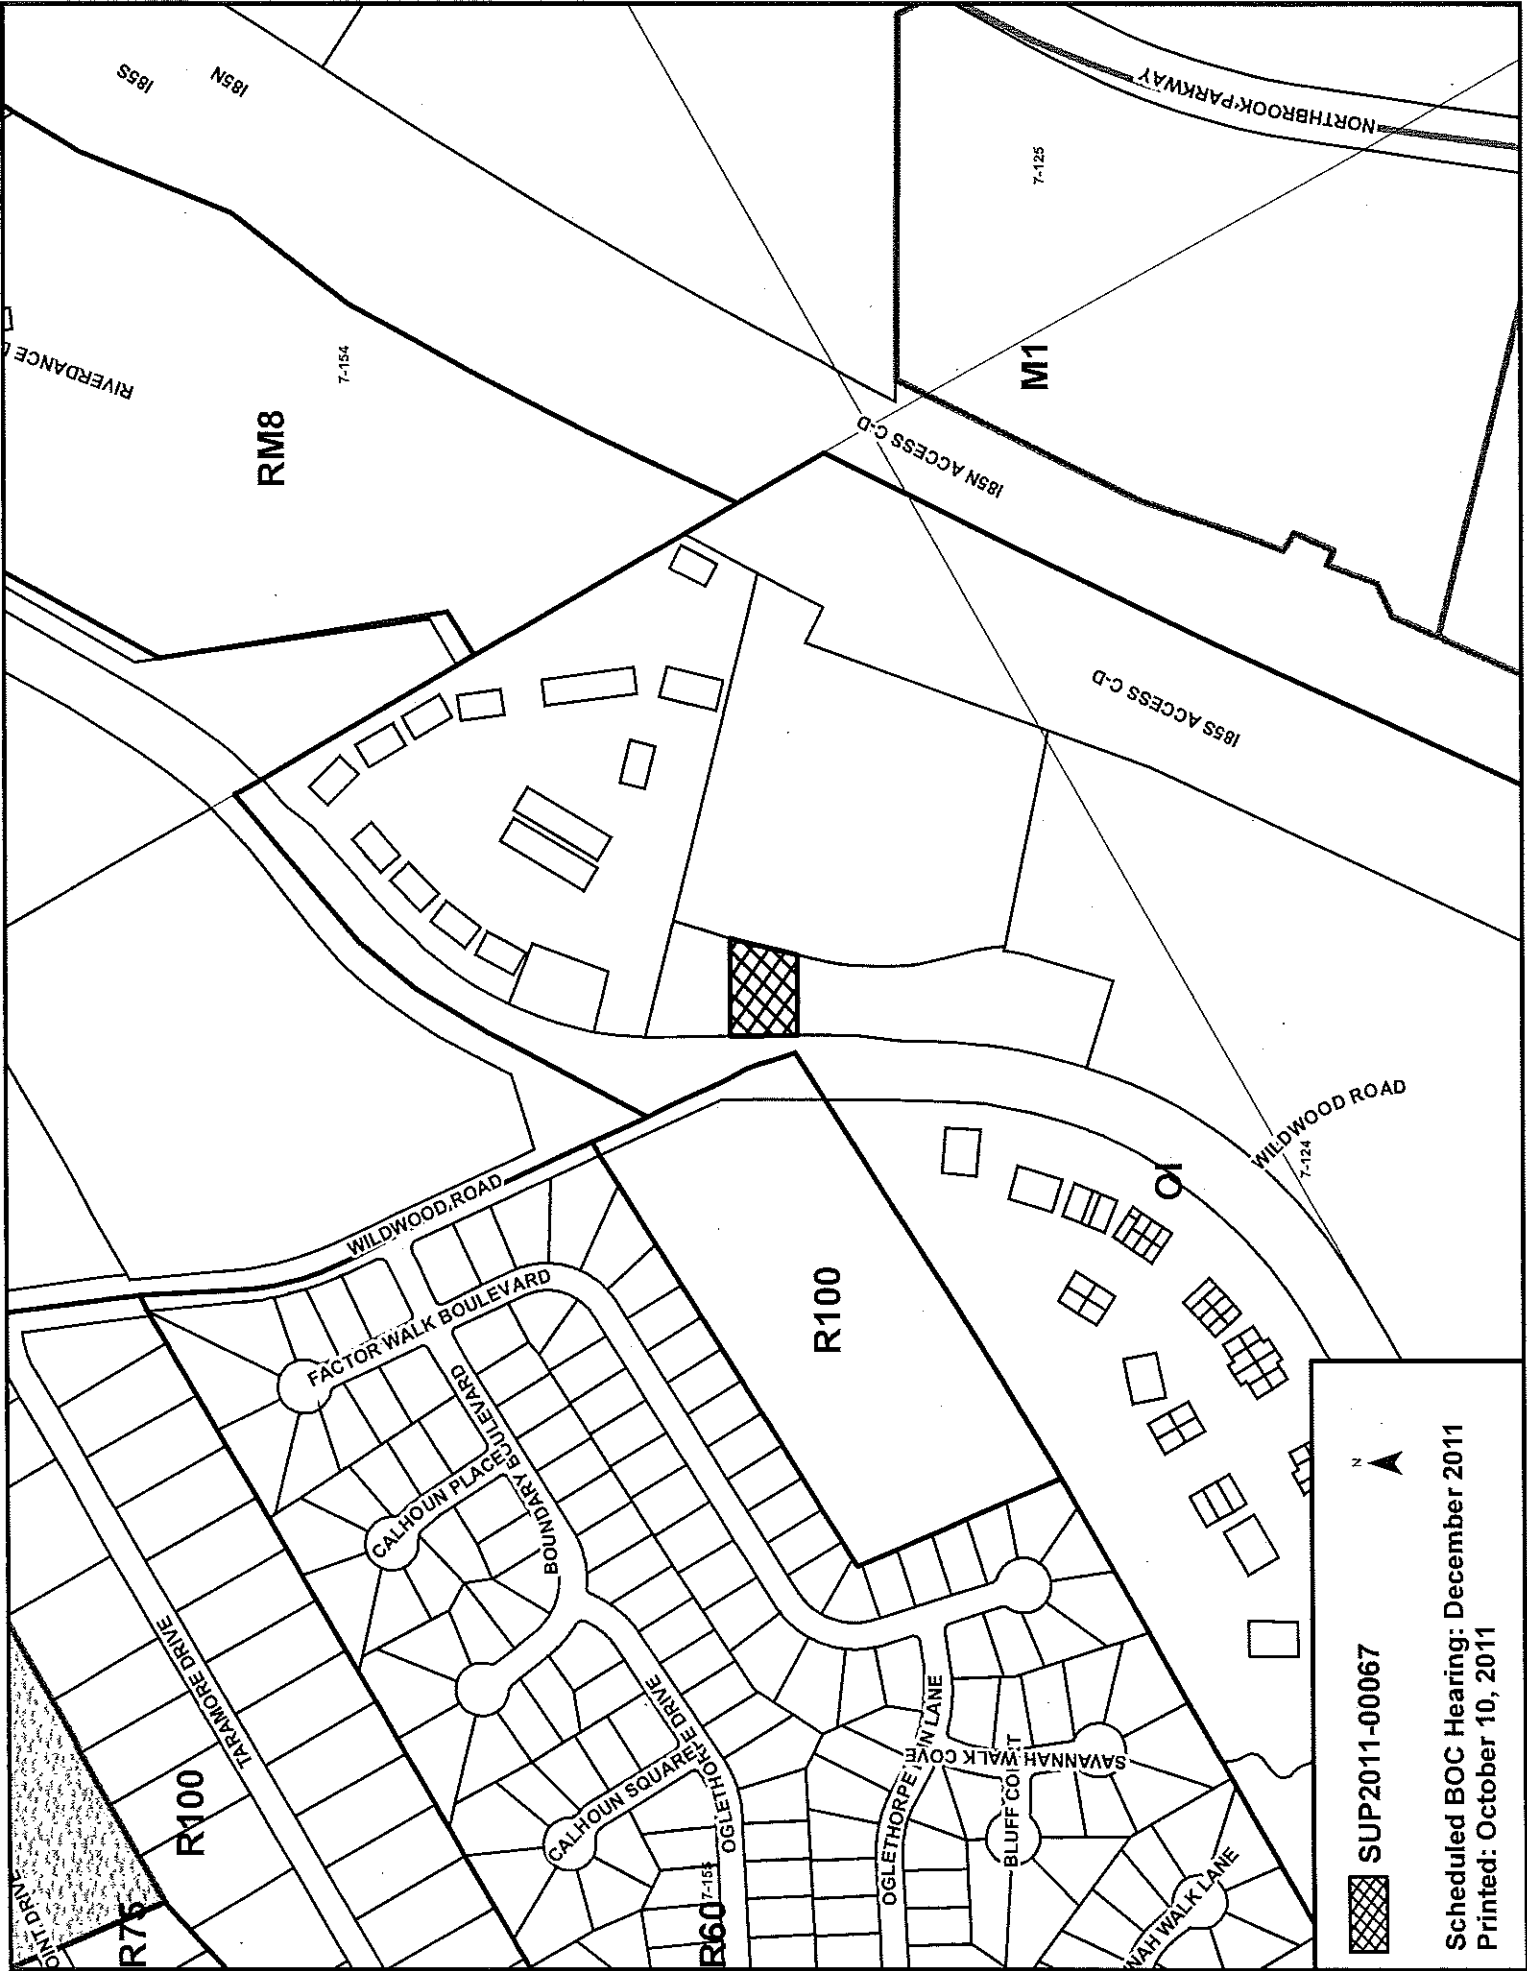 I85S
I85N
NORTHBROOK PARKWAY
7-125
RIVERDANCE
7-154
RM8
M1
I85N ACCESS C-D
I85S ACCESS C-D
WILDWOOD ROAD
7-124
OI
WILDWOOD ROAD
FACTOR WALK BOULEVARD
BOUNDARY BOULEVARD
CALHOUN PLACE
R100
TARAMORE DRIVE
R100
CALHOUN SQUARE
OGLETHORPE DRIVE
OGLETHORPE
LANE
SAVANNAH WALK COVE
BLUFF COURT
NAH WALK LANE
OINT DRIVE
R75
R60
7-155
N
SUP2011-00067
Scheduled BOC Hearing: December 2011
Printed: October 10, 2011